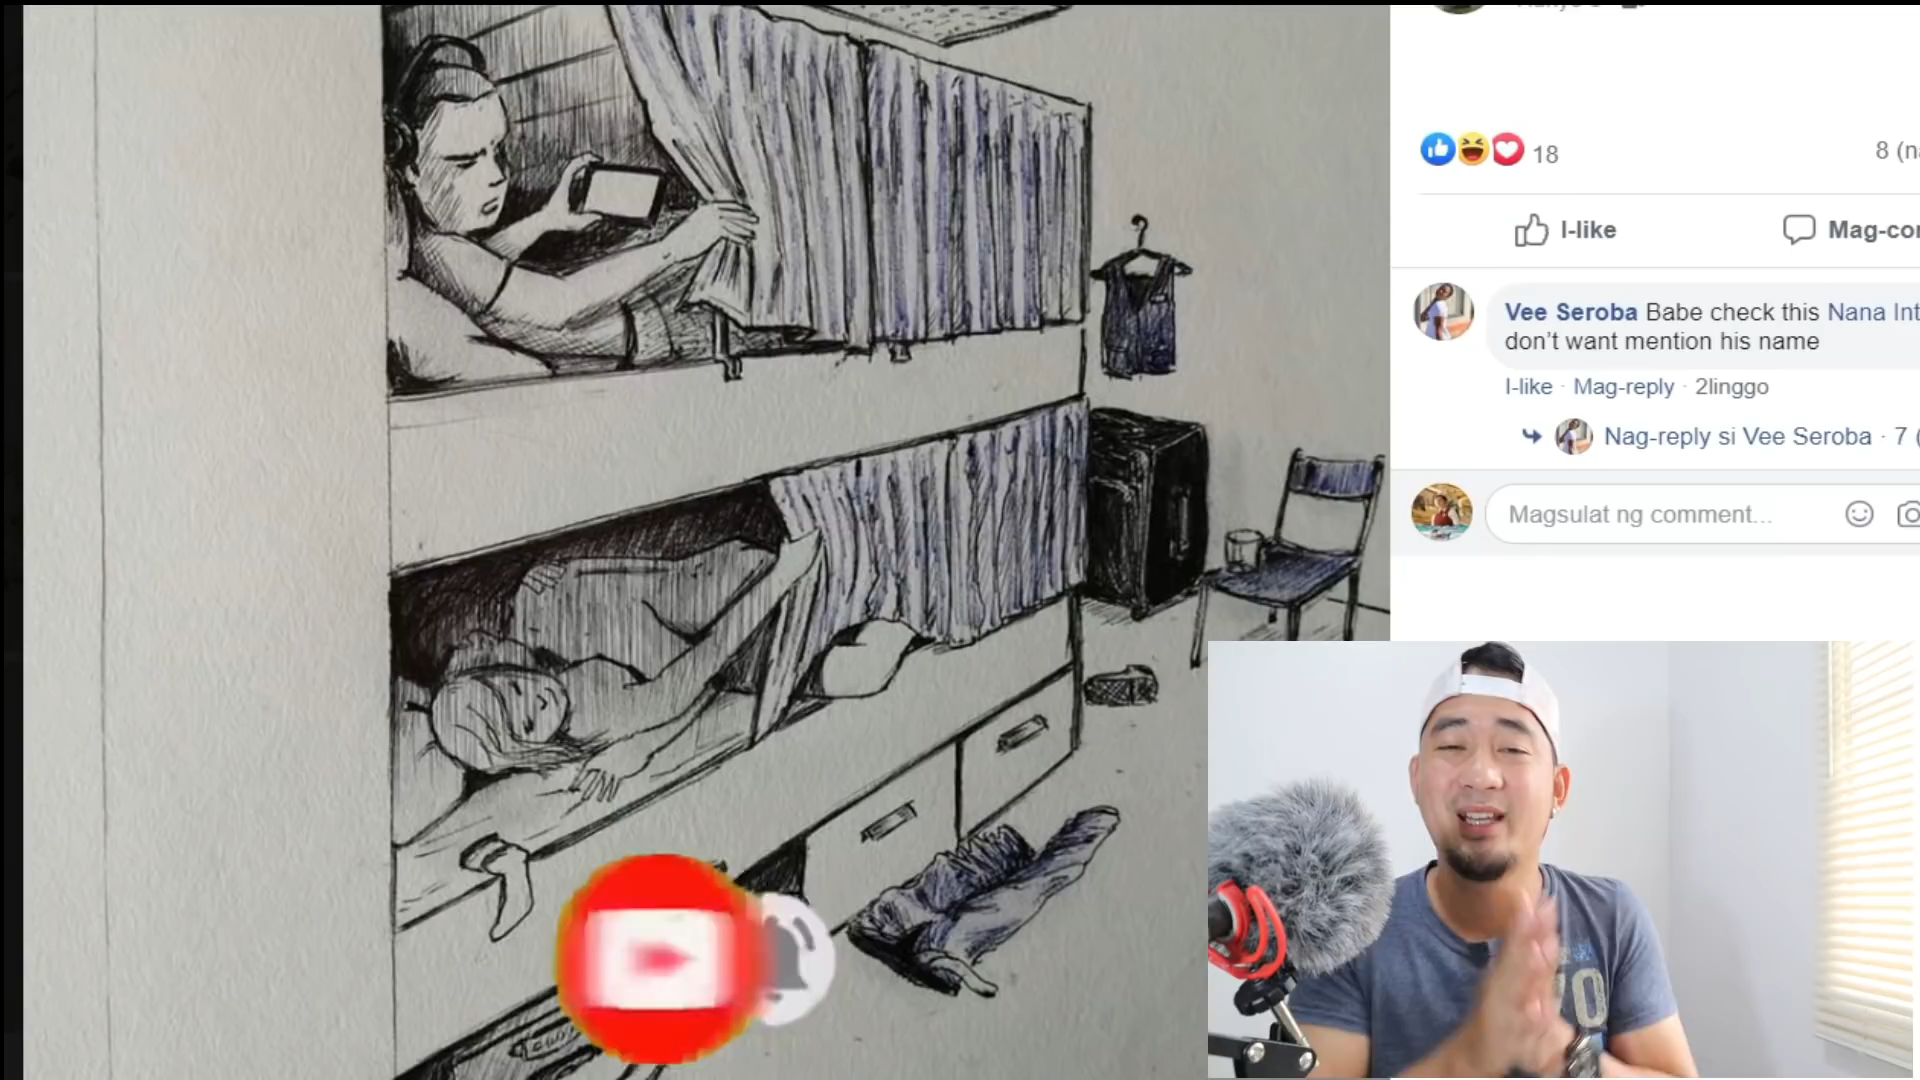 18
8 (na
I-like
Mag-co
Vee Seroba Babe check this Nana Int
don't want mention his name
I-like · Mag-reply · 2linggo
Nag-reply si Vee Seroba · 7 (
Magsulat ng comment...